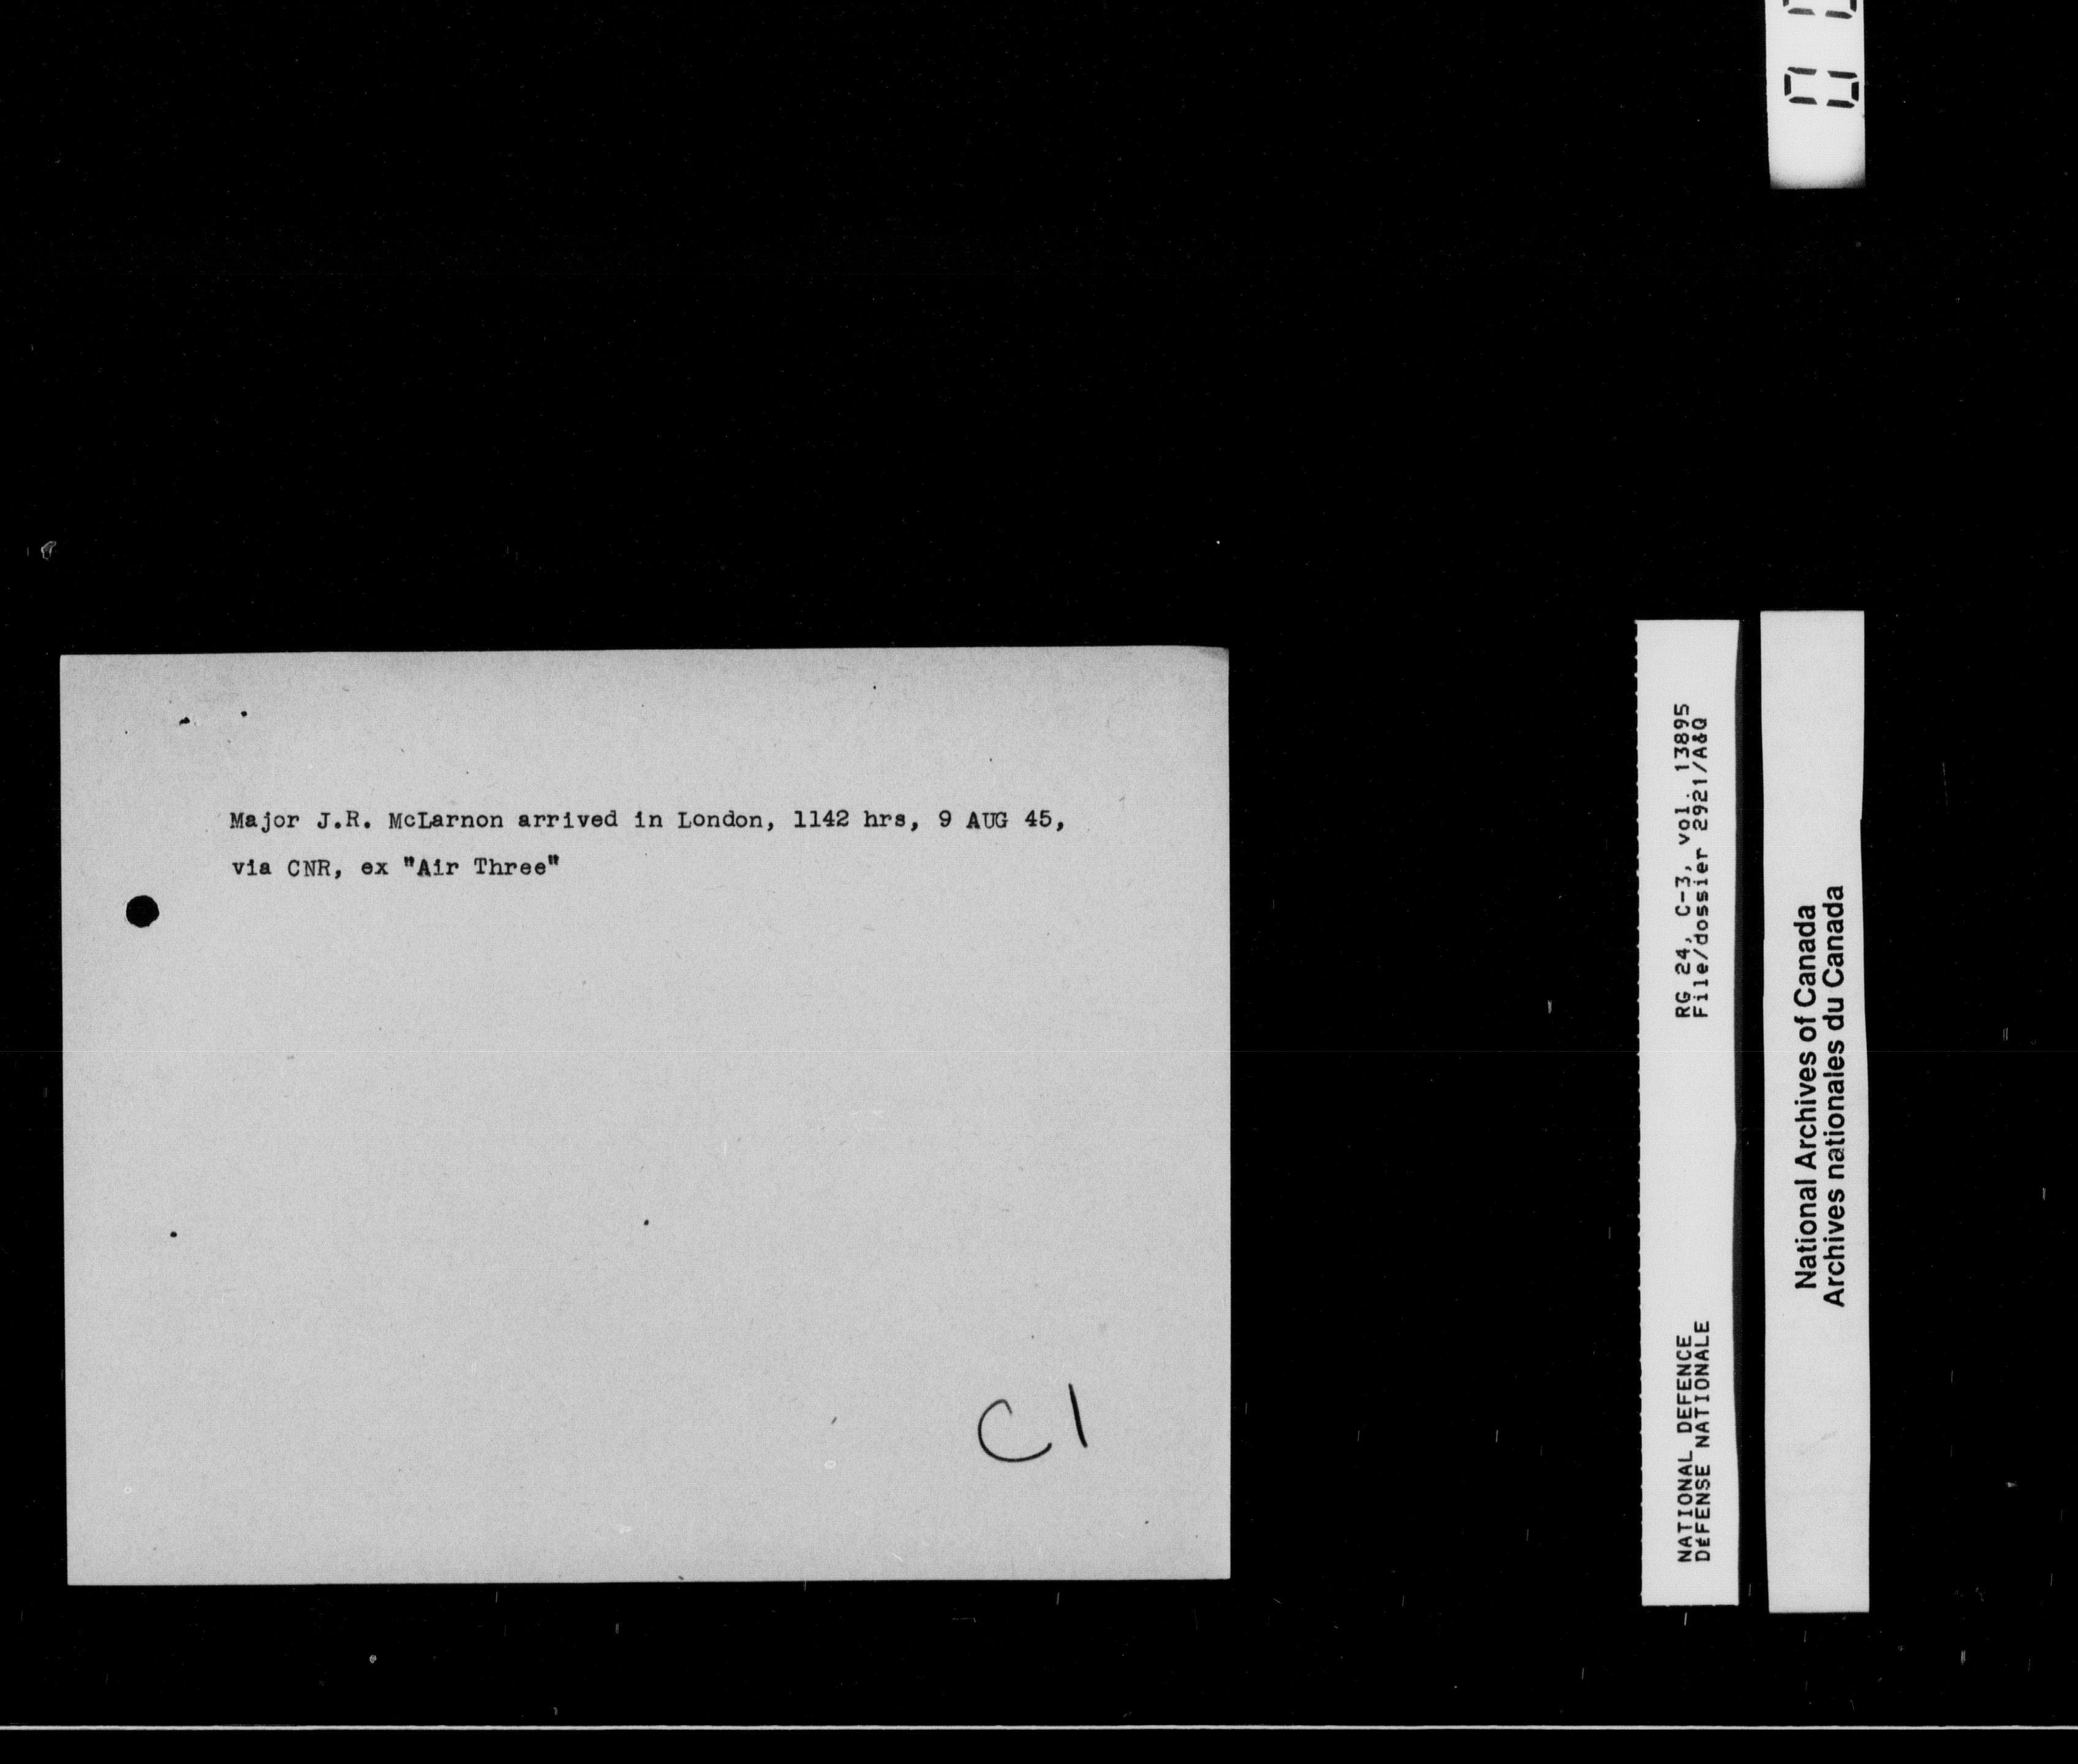 Major J.R. McLarnon arrived in London, 1142 hrs, 9 AUG 45,
via CNR, ex "Air Three"
C1
RG 24, C-3, vol. 13895
File/dossier 2921/A&Q
NATIONAL DEFENCE
DÉFENSE NATIONALE
National Archives of Canada
Archives nationales du Canada